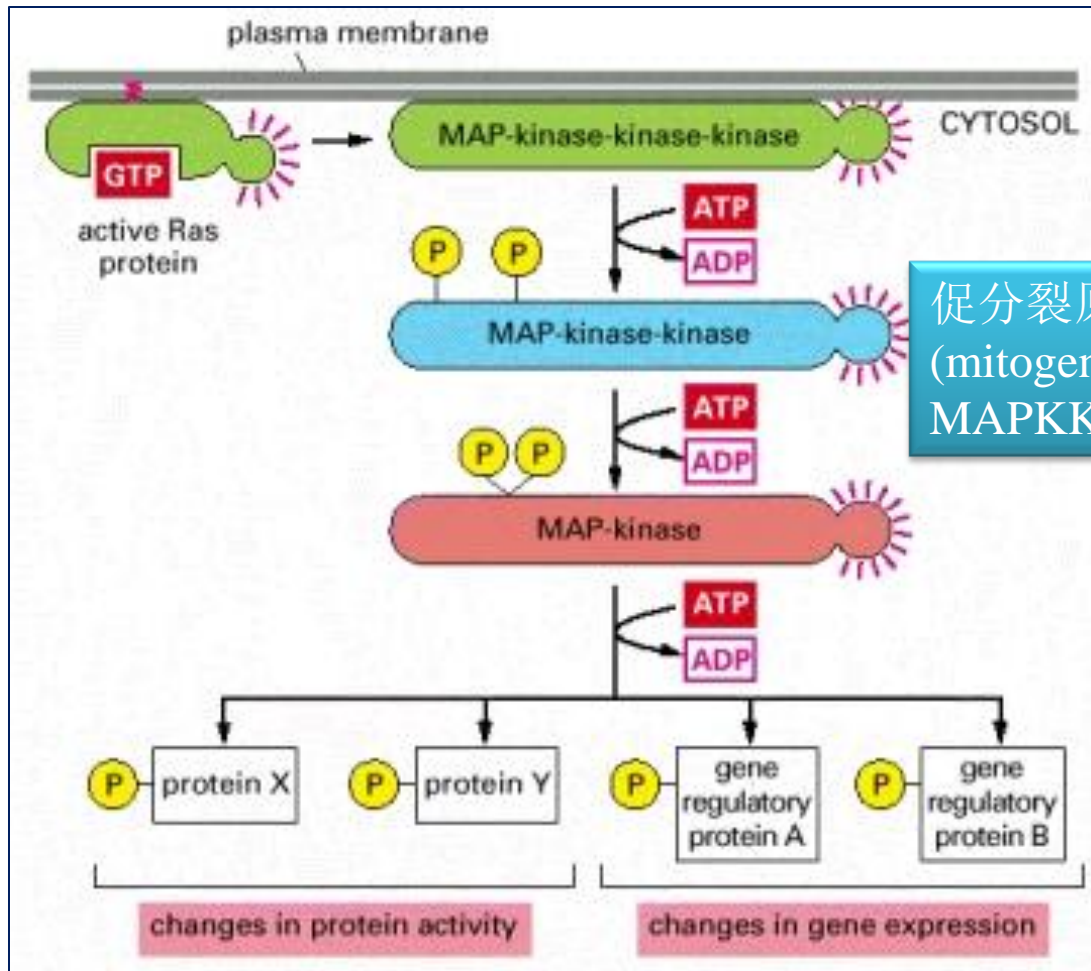 plasma membrane
CYTOSOL
MAP-kinase-kinase-kinase
GTP
active Ras
protein
ATP
ADP
P
P
MAP-kinase-kinase
促分裂原
(mitogen
MAPKK
ATP
ADP
P
P
MAP-kinase
ATP
ADP
P
protein X
P
protein Y
P
gene
regulatory
protein A
P
gene
regulatory
protein B
changes in protein activity
changes in gene expression